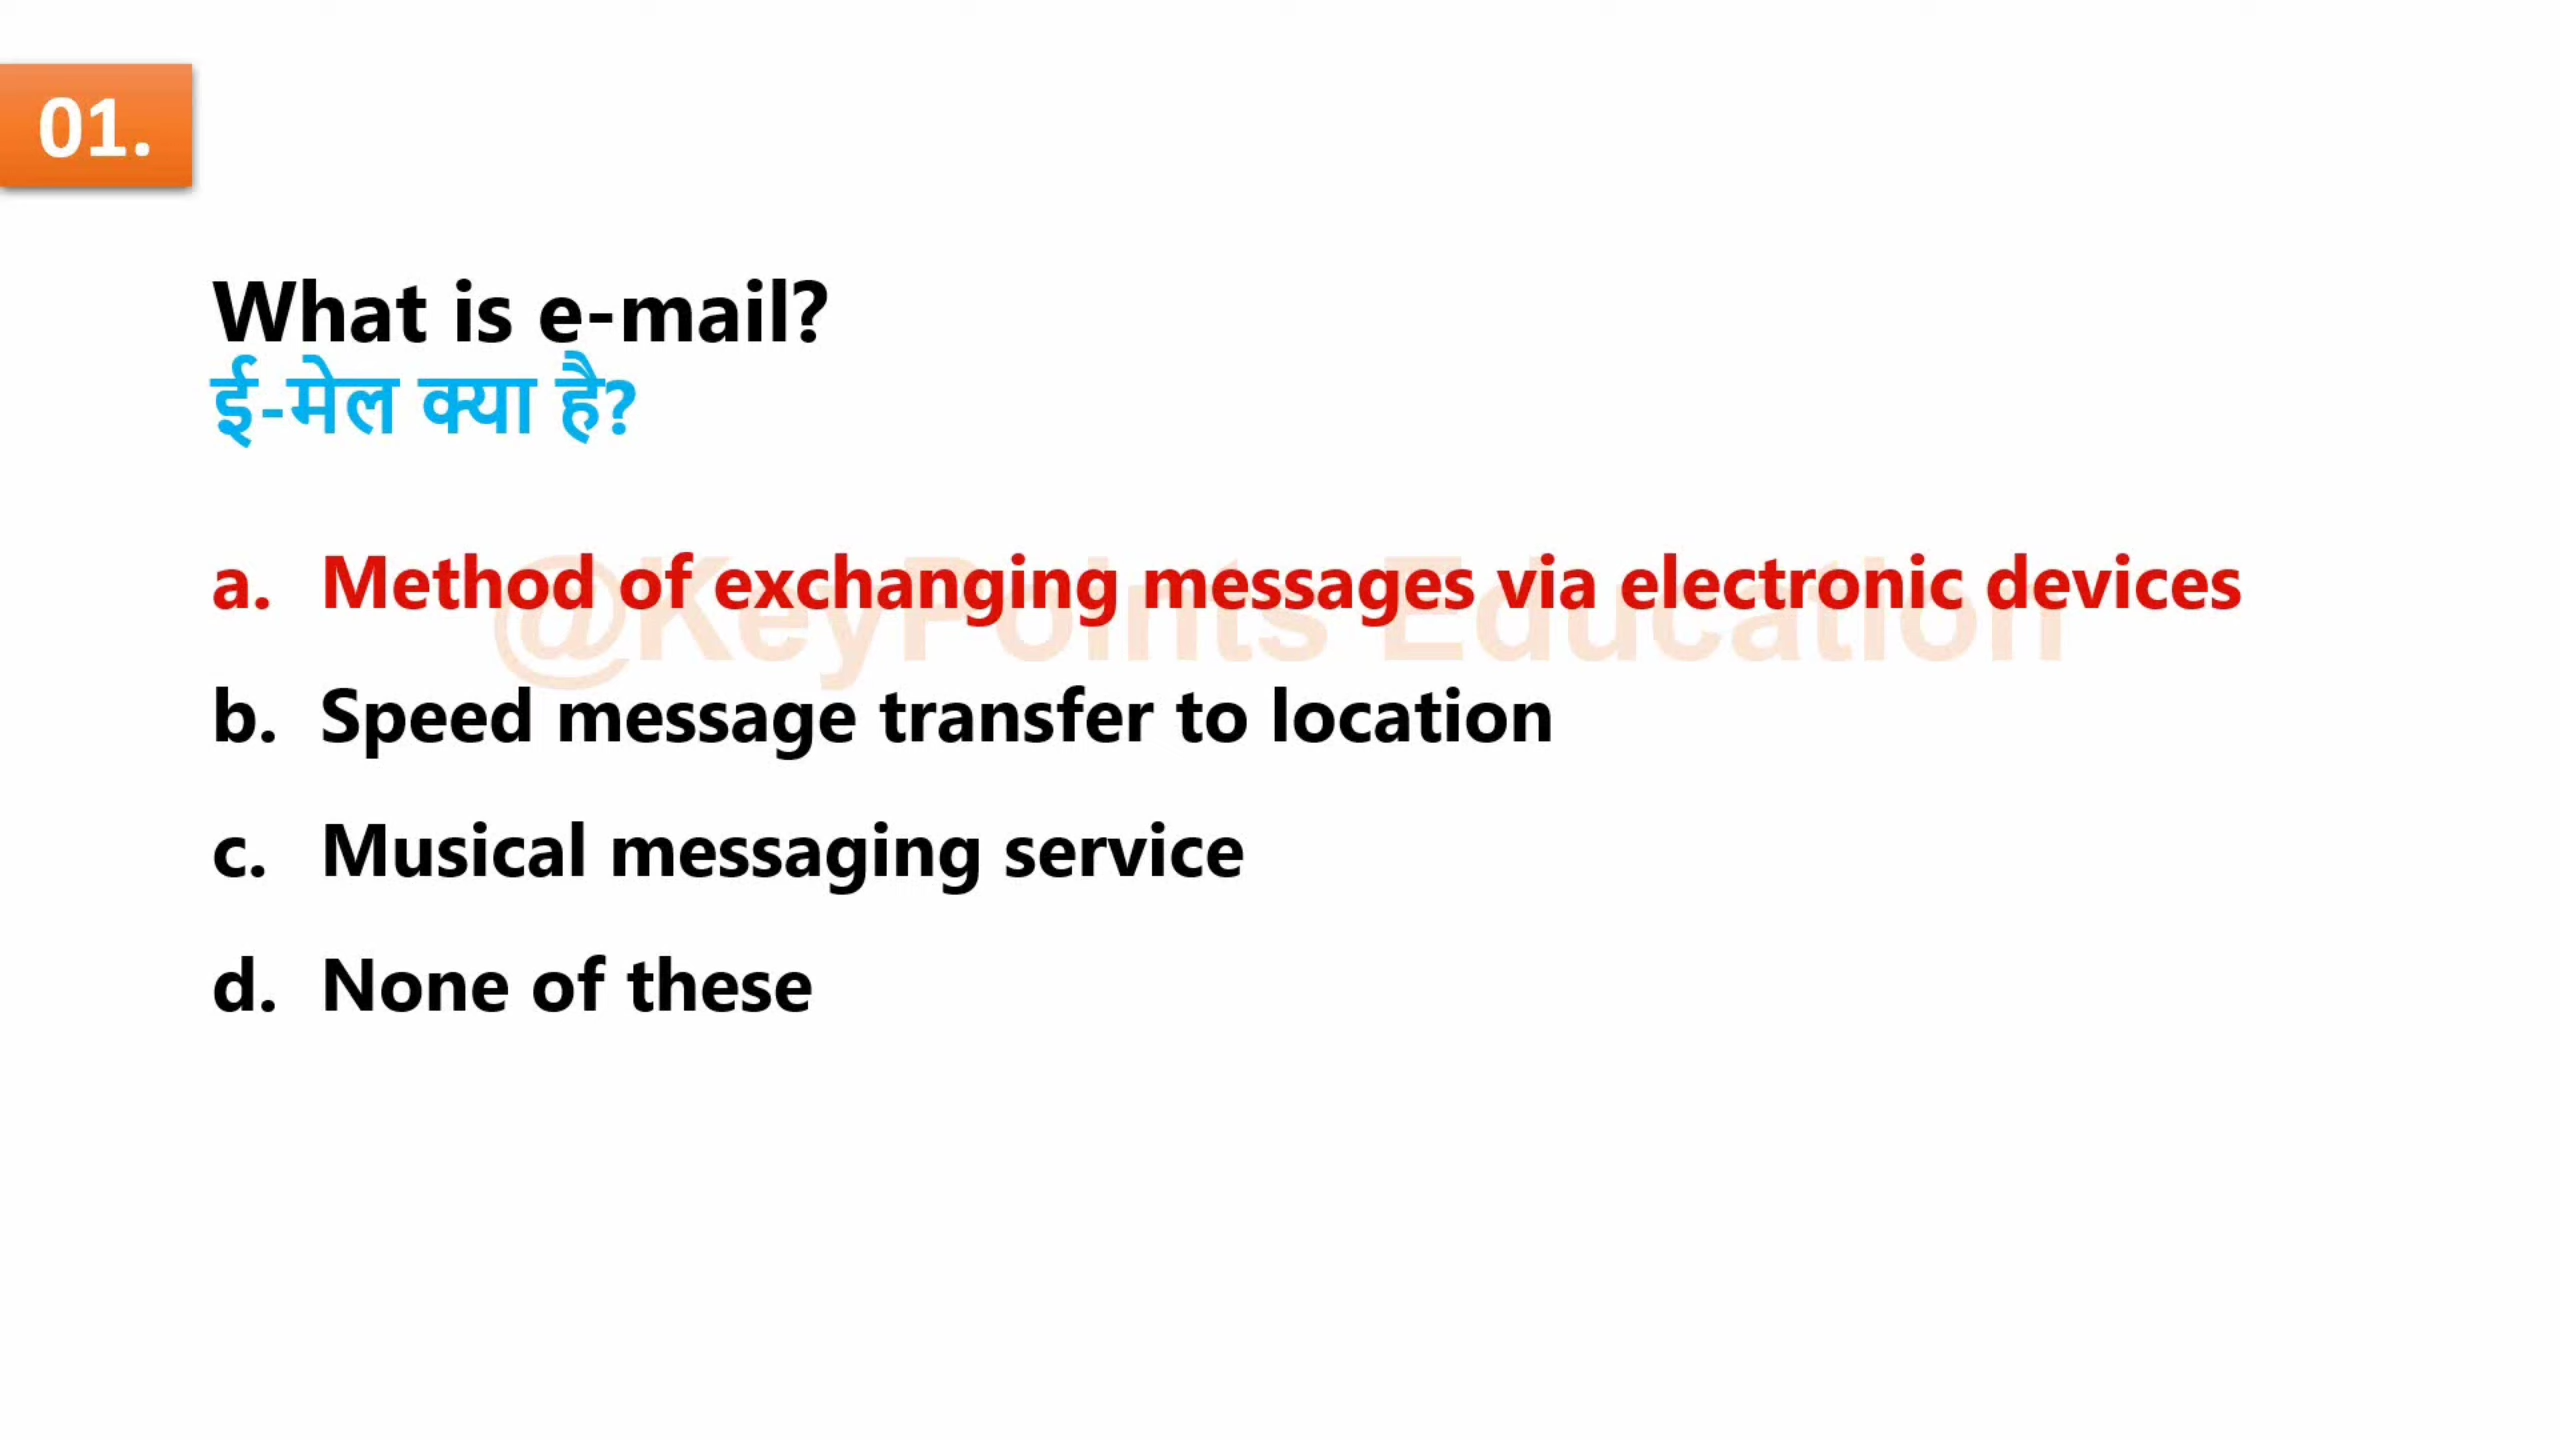 01.
What is e-mail?
ई-मेल क्या है?
a. Method of exchanging messages via electronic devices
@KeyPoints Education
b. Speed message transfer to location
c. Musical messaging service
d. None of these